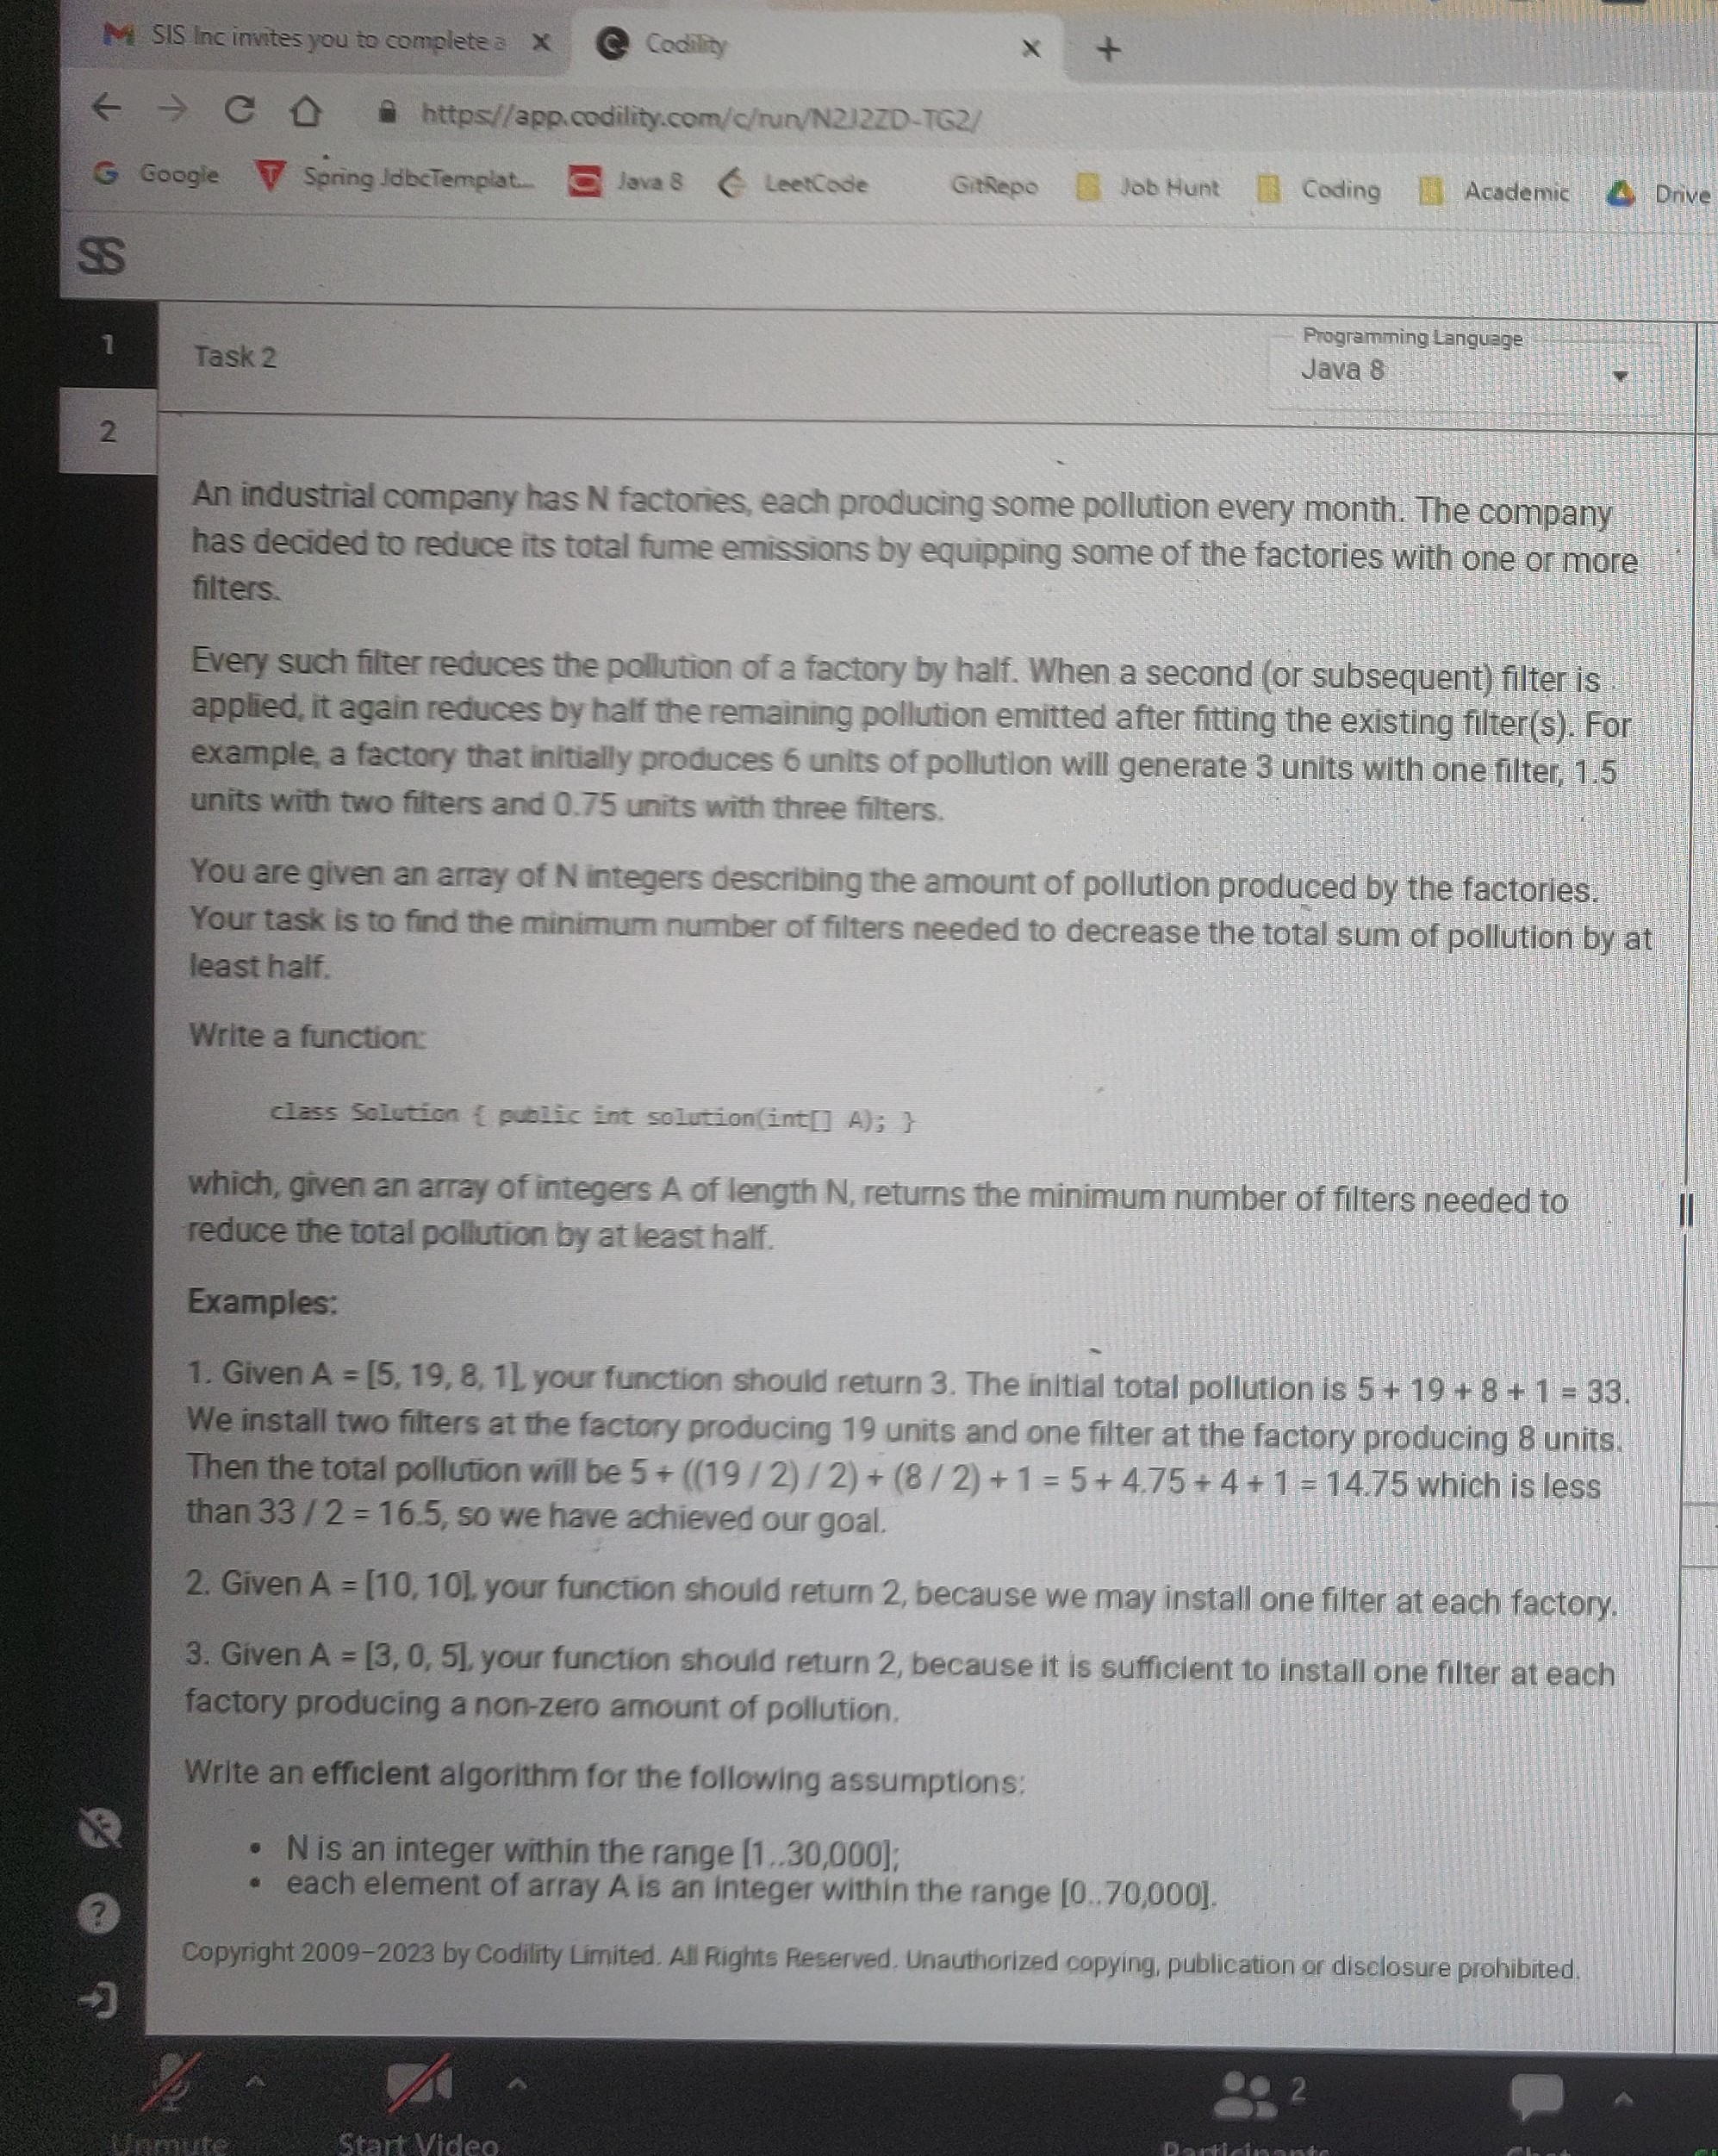 SIS Inc invites you to complete a
Codility
https://app.codility.com/c/run/N2J2ZD-TG2/
Google Spring JdbcTemplat... Java 8 LeetCode GitRepo Job Hunt Coding Academic Drive
SIS
1
Task 2
Programming Language
Java 8
2
An industrial company has N factories, each producing some pollution every month. The company
has decided to reduce its total fume emissions by equipping some of the factories with one or more
filters.
Every such filter reduces the pollution of a factory by half. When a second (or subsequent) filter is
applied, it again reduces by half the remaining pollution emitted after fitting the existing filter(s). For
example, a factory that initially produces 6 units of pollution will generate 3 units with one filter, 1.5
units with two filters and 0.75 units with three filters.
You are given an array of N integers describing the amount of pollution produced by the factories.
Your task is to find the minimum number of filters needed to decrease the total sum of pollution by at
least half.
Write a function:
class Solution { public int solution(int[] A); }
which, given an array of integers A of length N, returns the minimum number of filters needed to
reduce the total pollution by at least half.
Examples:
1. Given A = [5, 19, 8, 1], your function should return 3. The initial total pollution is 5 + 19 + 8 + 1 = 33.
We install two filters at the factory producing 19 units and one filter at the factory producing 8 units.
Then the total pollution will be 5 + ((19 / 2) / 2) + (8 / 2) + 1 = 5 + 4.75 + 4 + 1 = 14.75 which is less
than 33 / 2 = 16.5, so we have achieved our goal.
2. Given A = [10, 10], your function should return 2, because we may install one filter at each factory.
3. Given A = [3, 0, 5], your function should return 2, because it is sufficient to install one filter at each
factory producing a non-zero amount of pollution.
Write an efficient algorithm for the following assumptions:
• N is an integer within the range [1..30,000];
• each element of array A is an integer within the range [0..70,000].
Copyright 2009–2023 by Codility Limited. All Rights Reserved. Unauthorized copying, publication or disclosure prohibited.
2
Unmute
Start Video
Participants